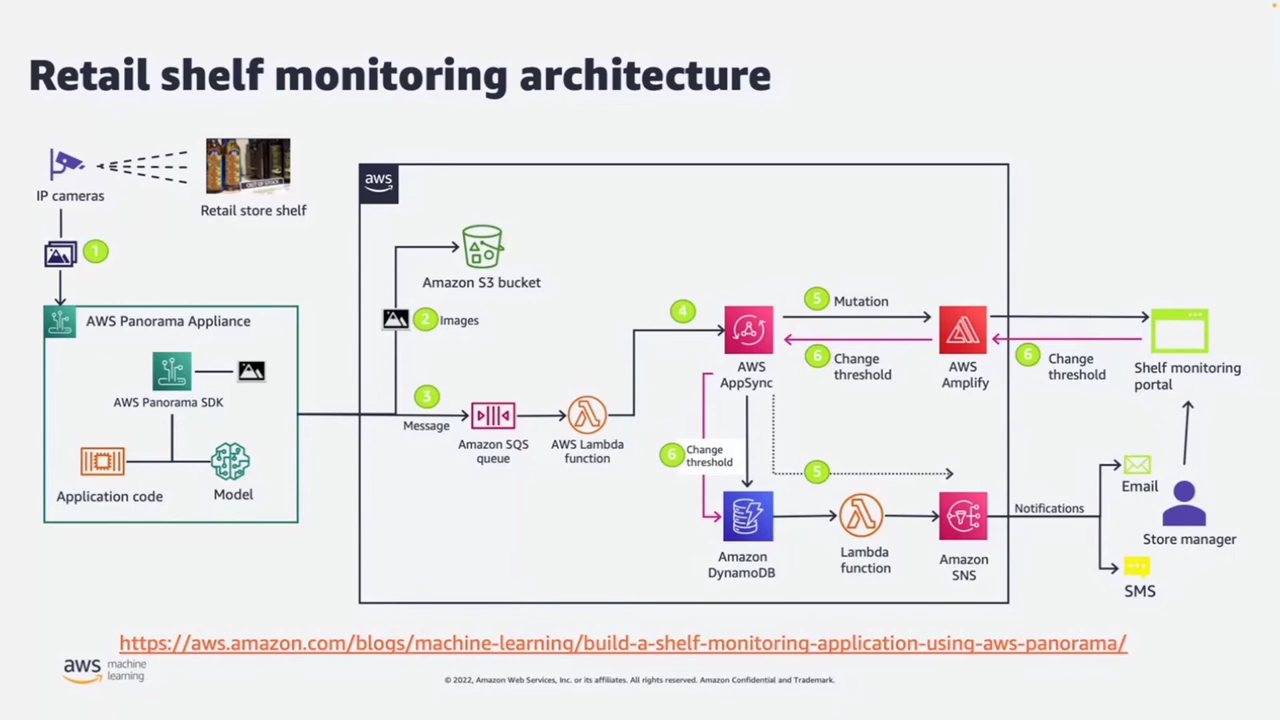 Retail shelf monitoring architecture
IP cameras
Retail store shelf
OUT OF STOCK
1
AWS Panorama Appliance
AWS Panorama SDK
Application code
Model
aws
Amazon S3 bucket
2
Images
3
Message
Amazon SQS
queue
AWS Lambda
function
4
AWS
AppSync
5
Mutation
6
Change
threshold
AWS
Amplify
6
Change
threshold
Shelf monitoring
portal
6
Change
threshold
5
Amazon
DynamoDB
Lambda
function
Amazon
SNS
Notifications
Email
SMS
Store manager
https://aws.amazon.com/blogs/machine-learning/build-a-shelf-monitoring-application-using-aws-panorama/
aws
machine
learning
© 2022, Amazon Web Services, Inc. or its affiliates. All rights reserved. Amazon Confidential and Trademark.